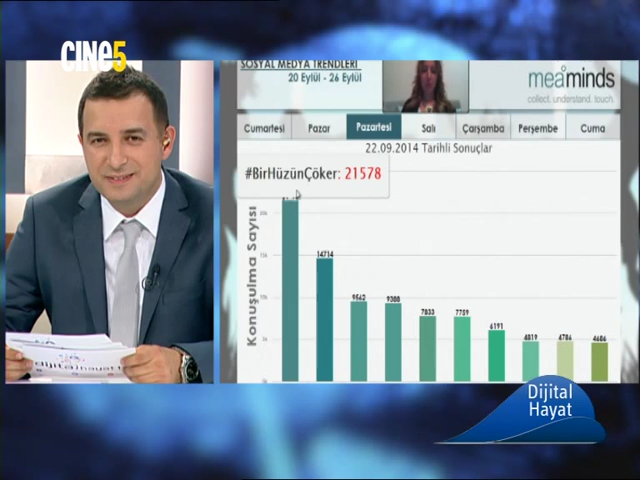 CINE5
SOSYAL MEDYA TRENDLERİ
20 Eylül - 26 Eylül
meaminds
collect. understand. touch.
Cumartesi Pazar Pazartesi Salı Çarşamba Perşembe Cuma
22.09.2014 Tarihli Sonuçlar
#BirHüzünÇöker: 21578
Konuşulma Sayısı
14714
9562
9388
7833
7759
6191
4819
4786
4686
dijital hayat
Dijital
Hayat